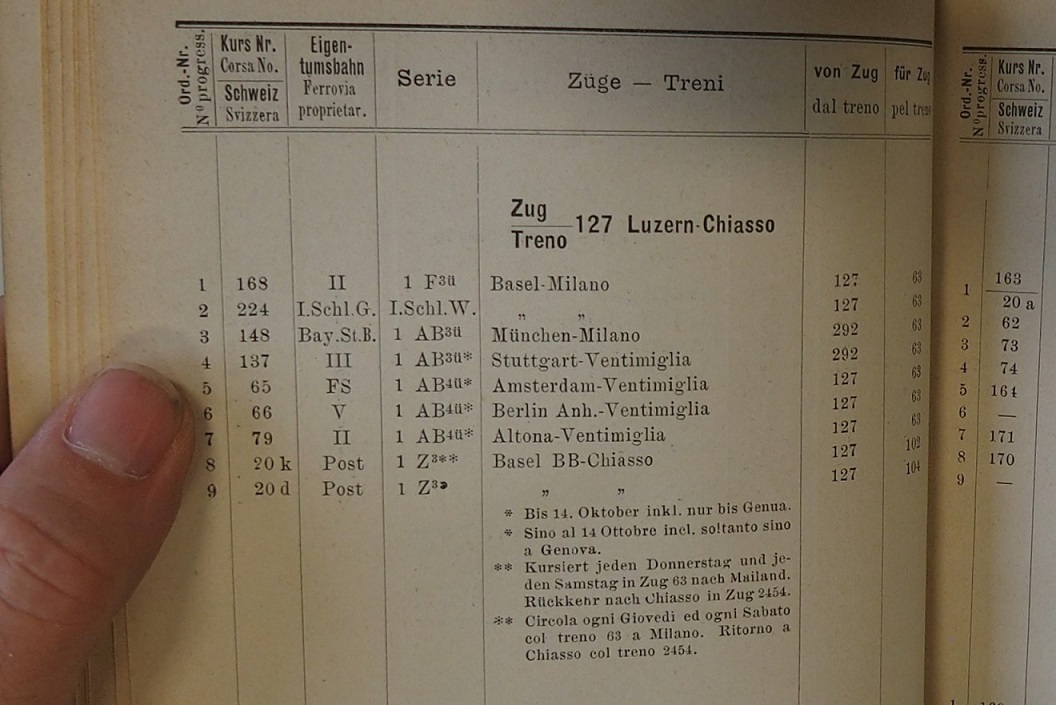 Ord.-Nr.
Nº progress.
Kurs Nr.
Corsa No.
Schweiz
Svizzera
Eigen-
tumsbahn
Ferrovia
proprietar.
Serie
Züge — Treni
von Zug
dal treno
für Zug
pel treno
Zug
Treno
127 Luzern-Chiasso
1 168 II 1 F3ü Basel-Milano 127 63
2 224 I.Schl.G. I.Schl.W. „ „ 127 63
3 148 Bay.St.B. 1 AB3ü München-Milano 292 63
4 137 III 1 AB3ü* Stuttgart-Ventimiglia 292 63
5 65 FS 1 AB4ü* Amsterdam-Ventimiglia 127 63
6 66 V 1 AB4ü* Berlin Anh.-Ventimiglia 127 63
7 79 II 1 AB4ü* Altona-Ventimiglia 127 63
8 20 k Post 1 Z3** Basel BB-Chiasso 127 102
9 20 d Post 1 „ „ 127 104
* Bis 14. Oktober inkl. nur bis Genua.
* Sino al 14 Ottobre incl. soltanto sino
a Genova.
** Kursiert jeden Donnerstag und je-
den Samstag in Zug 63 nach Mailand.
Rückkehr nach Chiasso in Zug 2454.
** Circola ogni Giovedi ed ogni Sabato
col treno 63 a Milano. Ritorno a
Chiasso col treno 2454.
Ord.-Nr.
Nº progress.
Kurs Nr.
Corsa No.
Schweiz
Svizzera
163
1
20 a
2 62
3 73
4 74
5 164
6 —
7 171
8 170
9 —